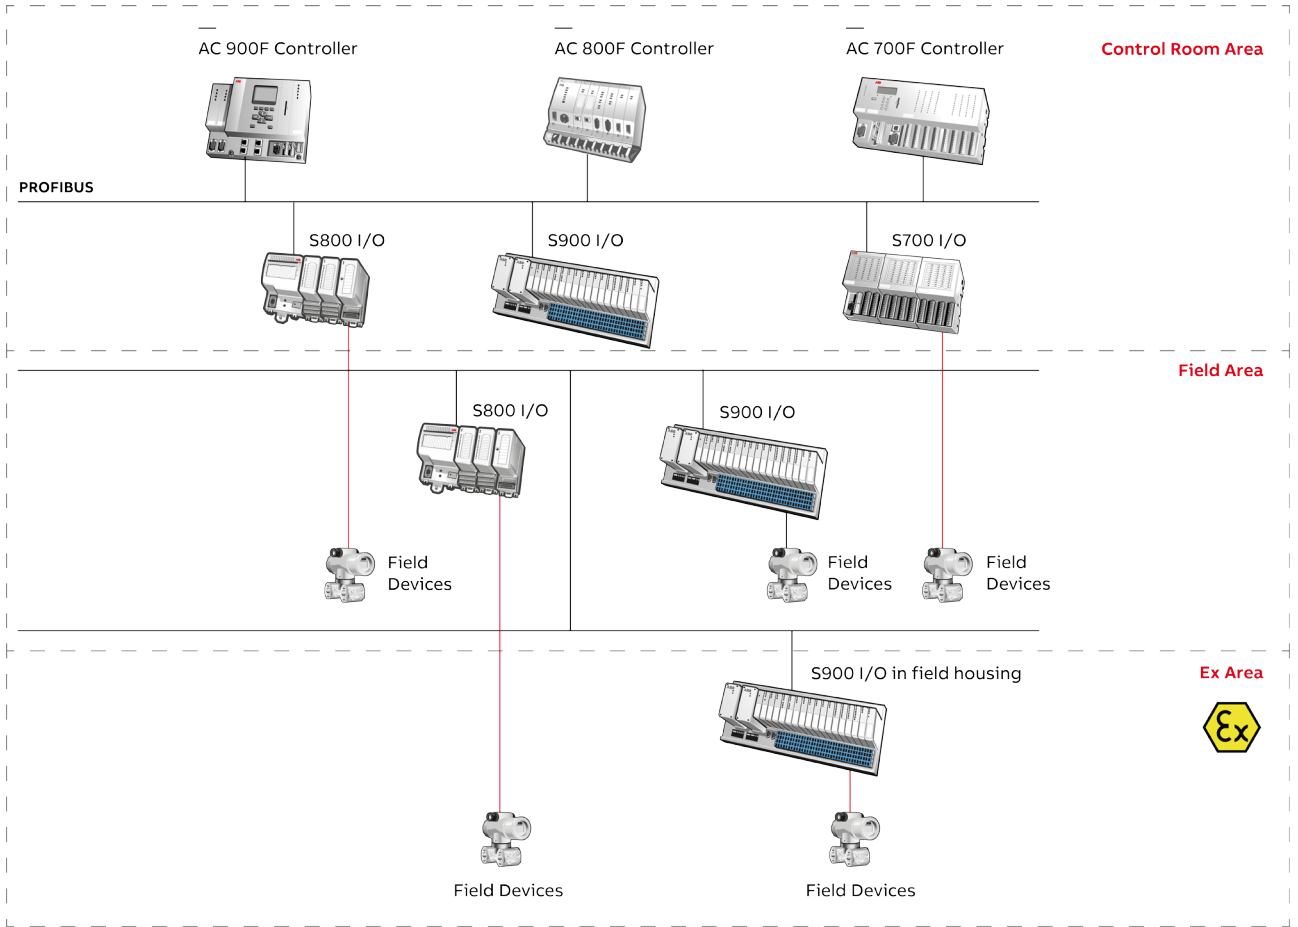 AC 900F Controller
AC 800F Controller
AC 700F Controller
Control Room Area
PROFIBUS
S800 I/O
S900 I/O
S700 I/O
Field Area
S800 I/O
S900 I/O
Field
Devices
Field
Devices
Field
Devices
S900 I/O in field housing
Ex Area
Ex
Field Devices
Field Devices